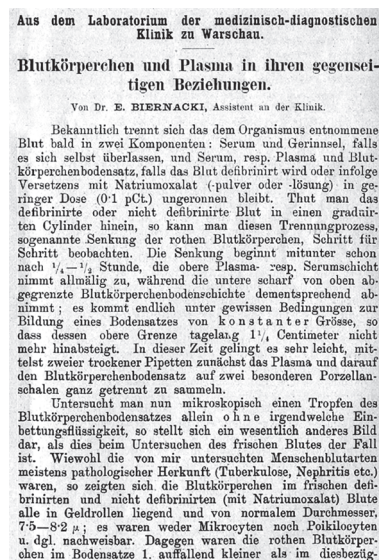 Aus dem Laboratorium der medizinisch-diagnostischen
Klinik zu Warschau.
Blutkörperchen und Plasma in ihren gegensei-
tigen Beziehungen.
Von Dr. E. BIERNACKI, Assistent an der Klinik.
Bekanntlich trennt sich das dem Organismus entnommene
Blut bald in zwei Komponenten: Serum und Gerinnsel, falls
es sich selbst überlassen, und Serum, resp. Plasma und Blut-
körperchenbodensatz, falls das Blut defibrinirt wird oder infolge
Versetzens mit Natriumoxalat (-pulver oder -lösung) in ge-
ringer Dose (0·1 pCt.) ungeronnen bleibt. Thut man das
defibrinirte oder nicht defibrinirte Blut in einen graduir-
ten Cylinder hinein, so kann man diesen Trennungprozess,
sogenannte Senkung der rothen Blutkörperchen, Schritt für
Schritt beobachten. Die Senkung beginnt mitunter schon
nach ¼—½ Stunde, die obere Plasma- resp. Serumschicht
nimmt allmälig zu, während die untere scharf von oben ab-
gegrenzte Blutkörperchenbodenschichte dementsprechend ab-
nimmt; es kommt endlich unter gewissen Bedingungen zur
Bildung eines Bodensatzes von konstanter Grösse, so
dass dessen obere Grenze tagelang 1¼ Centimeter nicht
mehr hinabsteigt. In dieser Zeit gelingt es sehr leicht, mit-
telst zweier trockener Pipetten zunächst das Plasma und darauf
den Blutkörperchenbodensatz auf zwei besonderen Porzellan-
schalen ganz getrennt zu sammeln.
Untersucht man nun mikroskopisch einen Tropfen des
Blutkörperchenbodensatzes allein ohne irgendwelche Ein-
bettungsflüssigkeit, so stellt sich ein wesentlich anderes Bild
dar, als dies beim Untersuchen des frischen Blutes der Fall
ist. Wiewohl die von mir untersuchten Menschenblutarten
meistens pathologischer Herkunft (Tuberkulose, Nephritis etc.)
waren, so zeigten sich die Blutkörperchen im frischen defi-
brinirten und nicht defibrinirten (mit Natriumoxalat) Blute
alle in Geldrollen liegend und von normalem Durchmesser,
7·5—8·2 μ; es waren weder Mikrocyten noch Poikilocyten
u. dgl. nachweisbar. Dagegen waren die rothen Blutkörper-
chen im Bodensatze 1. auffallend kleiner als im diesbezüg-